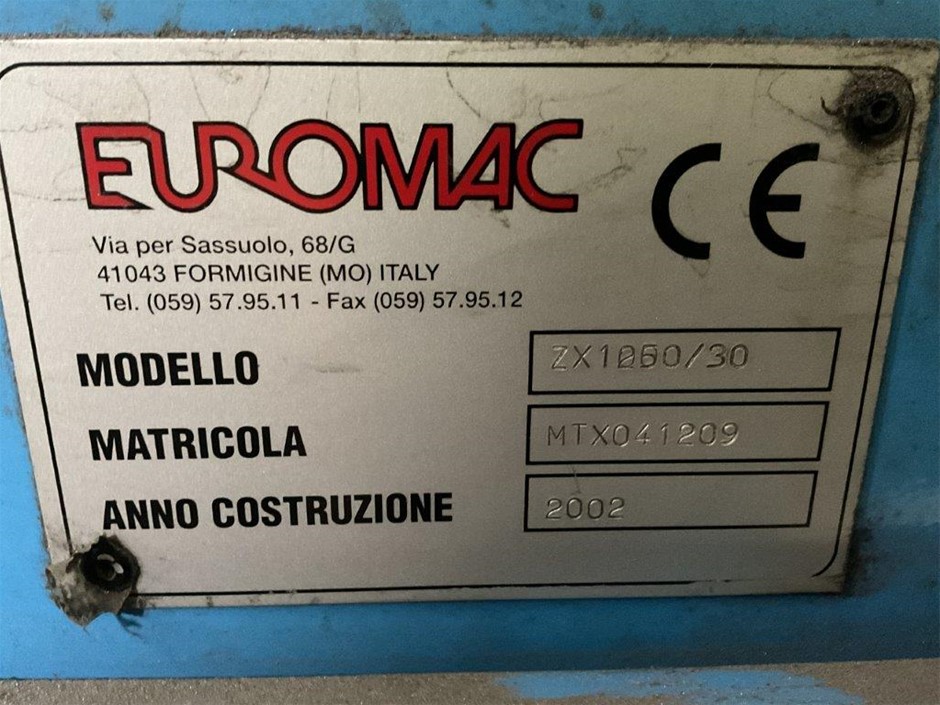 EUROMAC CE
Via per Sassuolo, 68/G
41043 FORMIGINE (MO) ITALY
Tel. (059) 57.95.11 - Fax (059) 57.95.12
MODELLO ZX1250/30
MATRICOLA MTX041209
ANNO COSTRUZIONE 2002